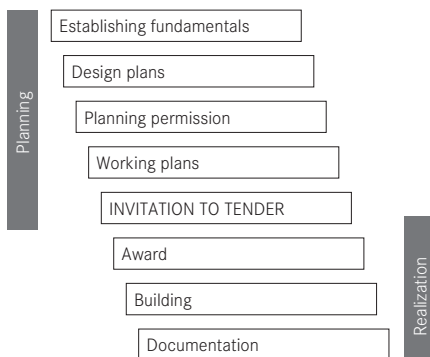 Establishing fundamentals
Design plans
Planning permission
Working plans
INVITATION TO TENDER
Award
Building
Documentation
Planning
Realization